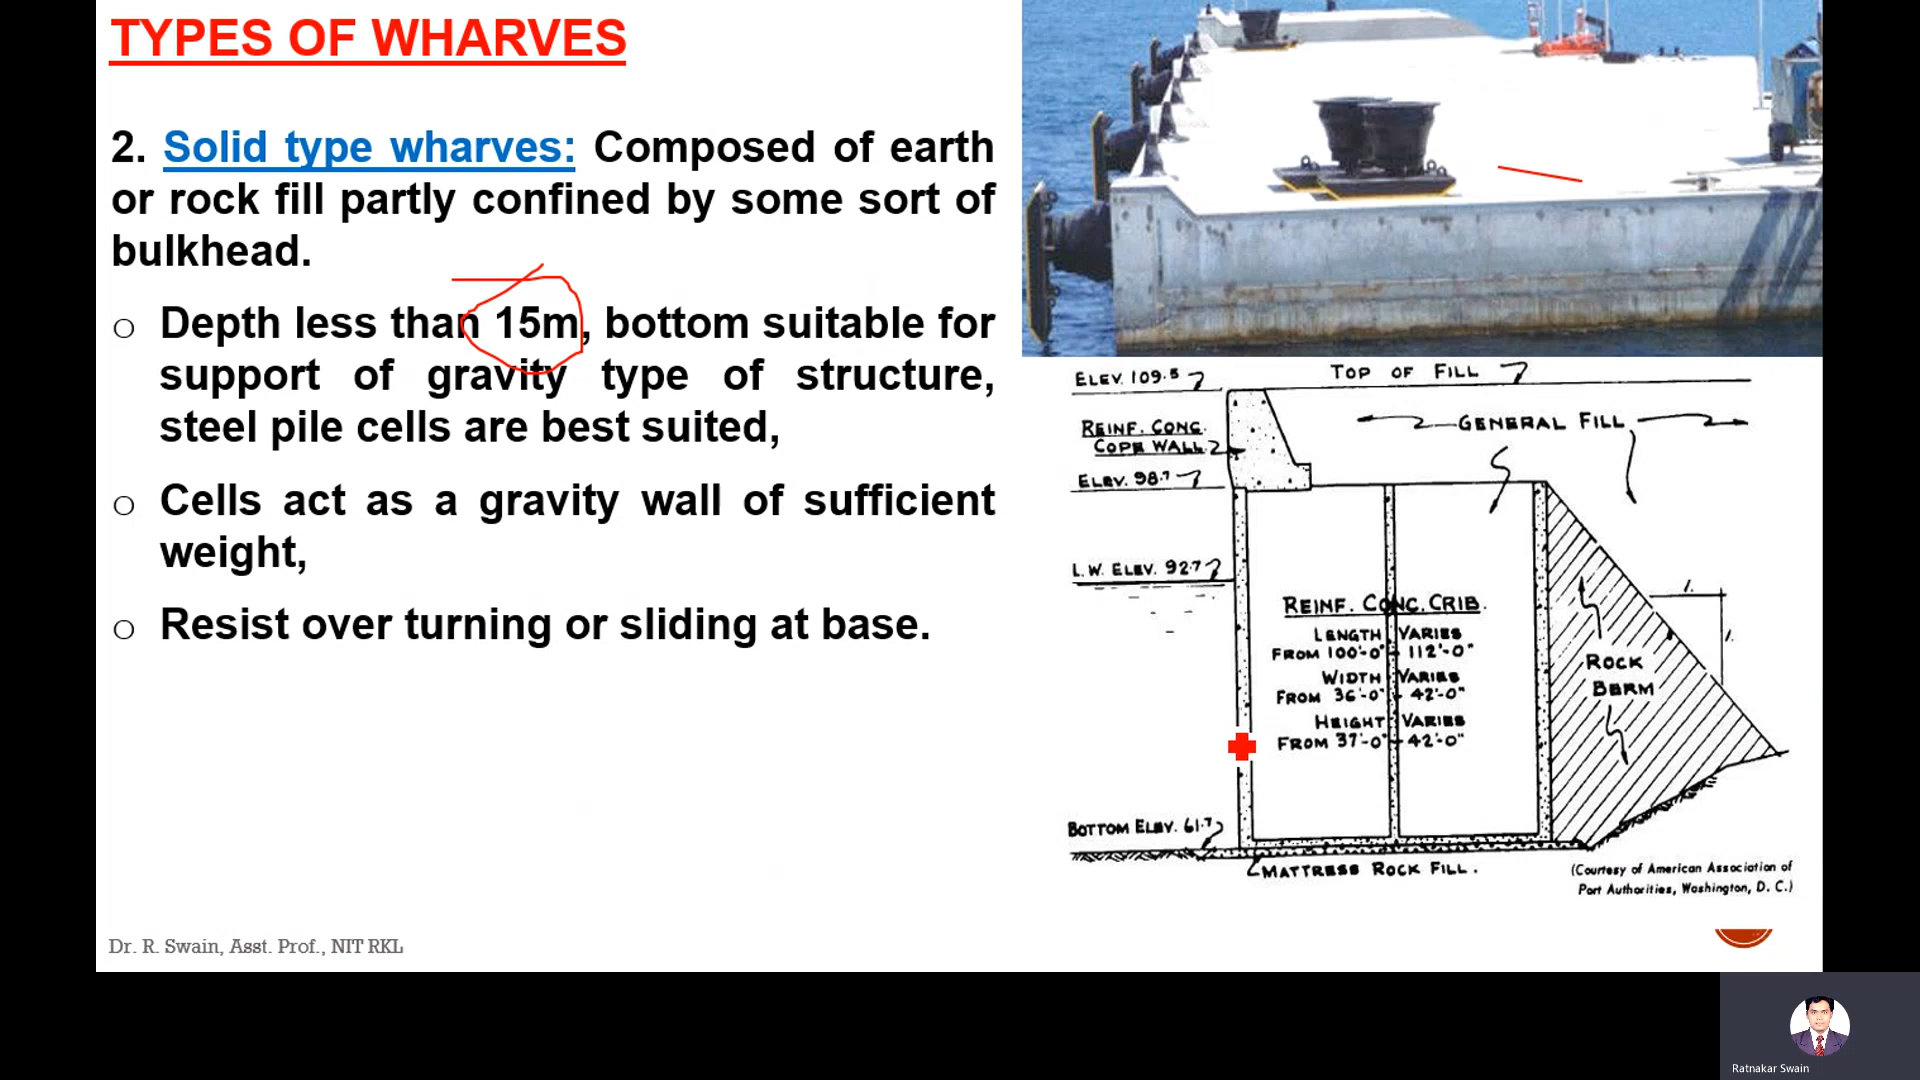 TYPES OF WHARVES
2. Solid type wharves: Composed of earth
or rock fill partly confined by some sort of
bulkhead.
o Depth less than 15m, bottom suitable for
support of gravity type of structure,
steel pile cells are best suited,
o Cells act as a gravity wall of sufficient
weight,
o Resist over turning or sliding at base.
ELEV. 109.5
TOP OF FILL
REINF. CONC.
COPE WALL
GENERAL FILL
ELEV. 98.7
L.W. ELEV. 92.7
REINF. CONC. CRIB.
LENGTH VARIES
FROM 100'-0" - 112'-0"
WIDTH VARIES
FROM 36'-0" - 42'-0"
HEIGHT VARIES
FROM 37'-0" - 42'-0"
ROCK
BERM
1.
1.
BOTTOM ELEV. 61.7
MATTRESS ROCK FILL.
(Courtesy of American Association of
Port Authorities, Washington, D. C.)
Dr. R. Swain, Asst. Prof., NIT RKL
Ratnakar Swain